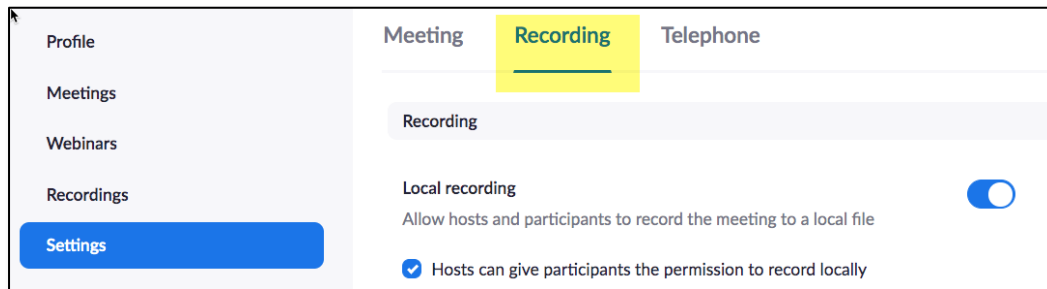 Profile
Meetings
Webinars
Recordings
Settings
Meeting Recording Telephone
Recording
Local recording
Allow hosts and participants to record the meeting to a local file
Hosts can give participants the permission to record locally